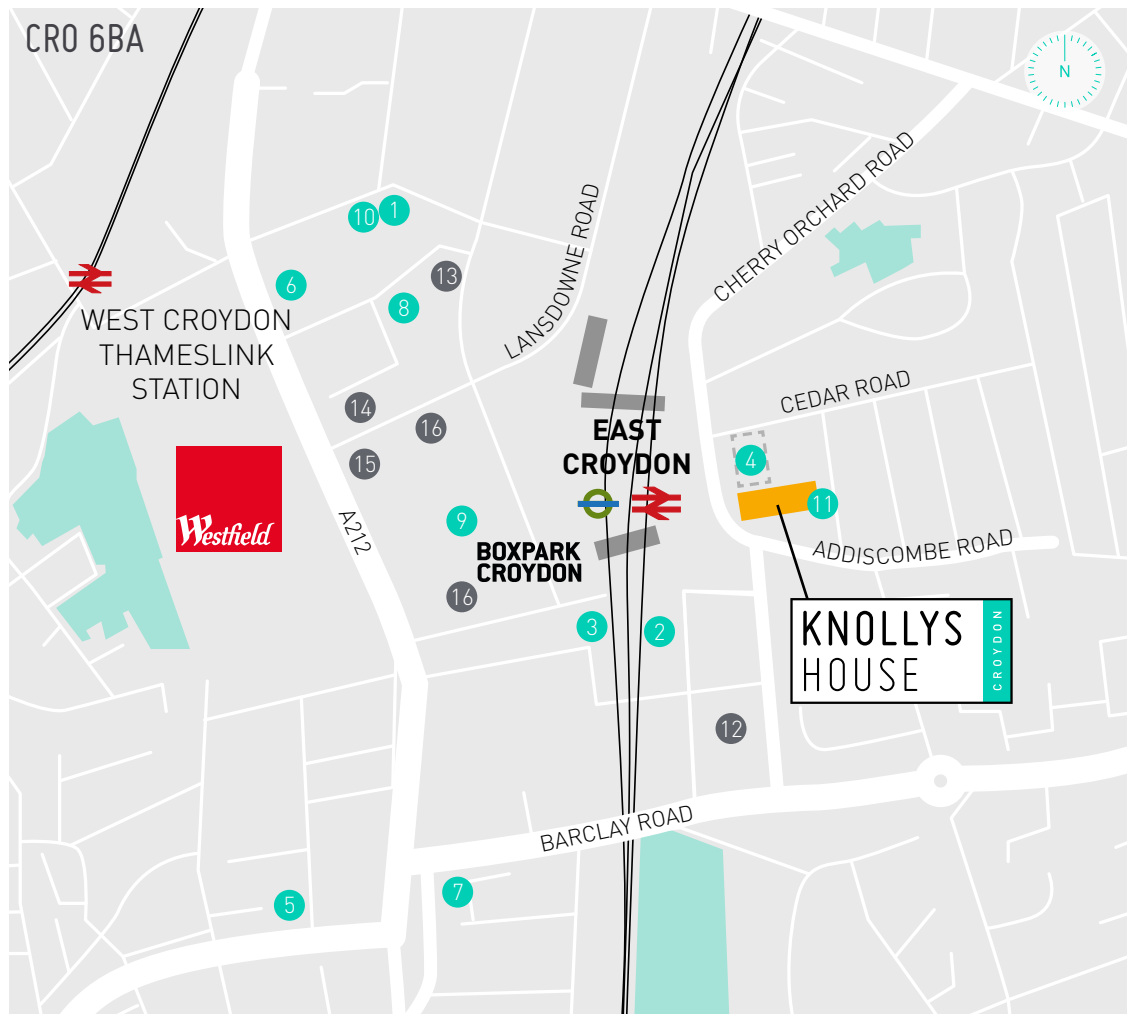 CR0 6BA
N
CHERRY ORCHARD ROAD
LANSDOWNE ROAD
10
1
13
6
8
WEST CROYDON
THAMESLINK
STATION
CEDAR ROAD
14
16
15
EAST
CROYDON
4
11
Westfield
A212
9
BOXPARK
CROYDON
ADDISCOMBE ROAD
16
3
2
KNOLLYS
HOUSE
CROYDON
12
BARCLAY ROAD
7
5